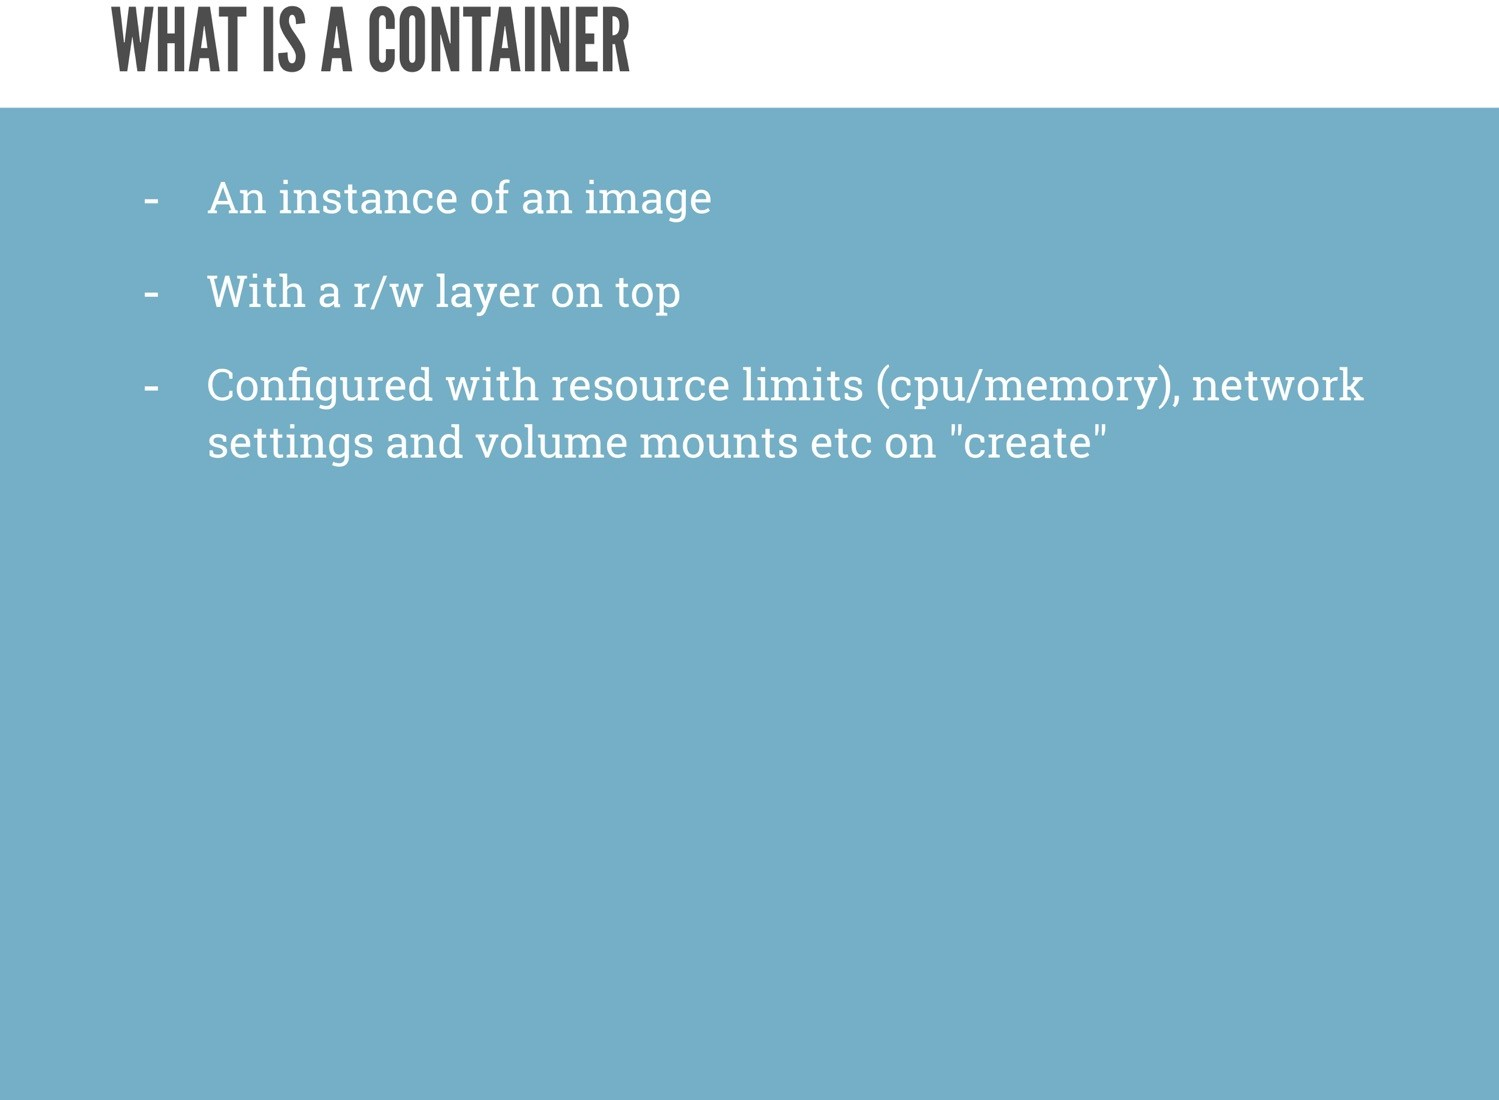 WHAT IS A CONTAINER
- An instance of an image
- With a r/w layer on top
- Configured with resource limits (cpu/memory), network
settings and volume mounts etc on "create"